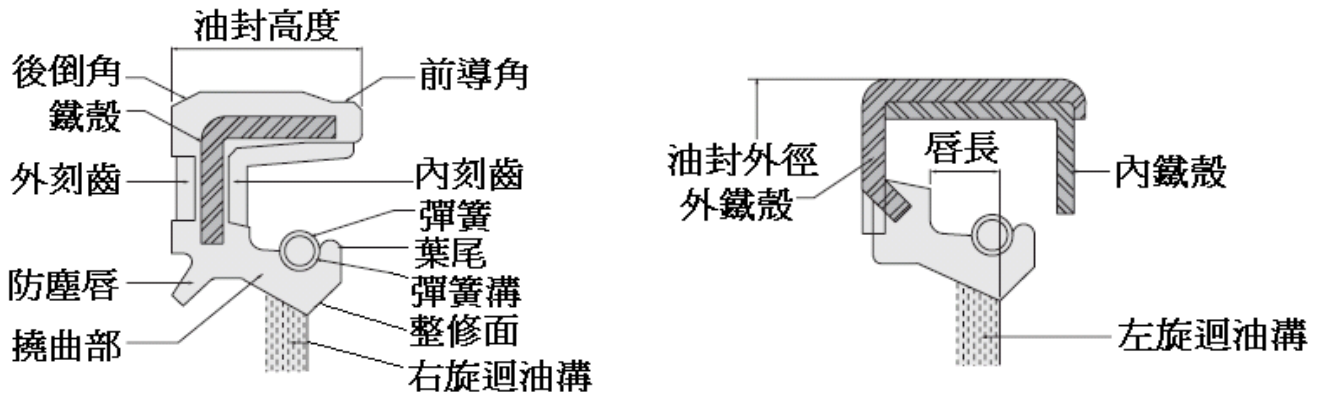 油封高度
後倒角
前導角
鐵殼
外刻齒
內刻齒
彈簧
葉尾
防塵唇
彈簧溝
整修面
撓曲部
右旋迴油溝
油封外徑
唇長
外鐵殼
內鐵殼
左旋迴油溝